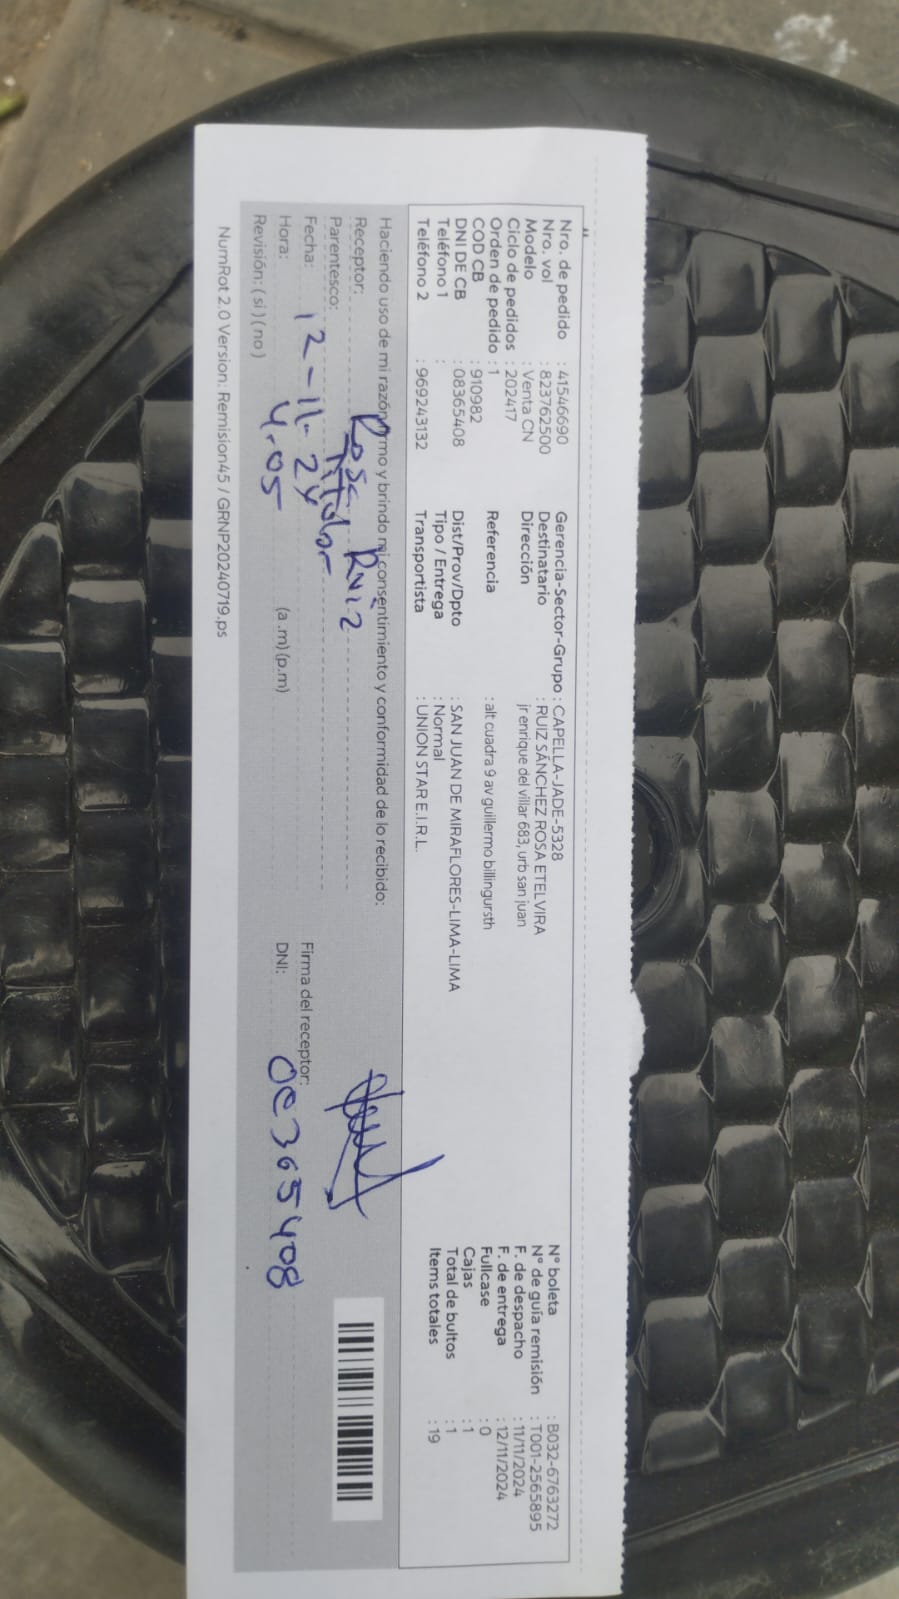 Nro. de pedido : 41546690
Nro. vol : 823762500
Modelo : Venta CN
Ciclo de pedidos : 202417
Orden de pedido : 1
COD CB : 910982
DNI DE CB : 08365408
Teléfono 1 :
Teléfono 2 : 969243132
Gerencia-Sector-Grupo : CAPELLA-JADE-5328
Destinatario : RUIZ SÁNCHEZ ROSA ETELVIRA
Dirección jr enrique del villar 683, urb san juan
Referencia : alt cuadra 9 av guillermo billingursth
Dist/Prov/Dpto : SAN JUAN DE MIRAFLORES-LIMA-LIMA
Tipo / Entrega : Normal
Transportista : UNION STAR E.I.R.L.
N° boleta : B032-6763272
N° de guía remisión : T001-2565895
F. de despacho : 11/11/2024
F. de entrega : 12/11/2024
Fullcase : 0
Cajas : 1
Total de bultos : 1
Items totales : 19
Haciendo uso de mi razón mo y brindo mi consentimiento y conformidad de lo recibido:
Receptor: Rosa Ruiz
Parentesco: Titular
Fecha: 12-11-24
Hora: 4.05 (a.m) (p.m)
Revisión: ( si ) ( no )
Firma del receptor:
DNI: 08365408
NumRot 2.0 Version: Remision45 / GRNP20240719.ps